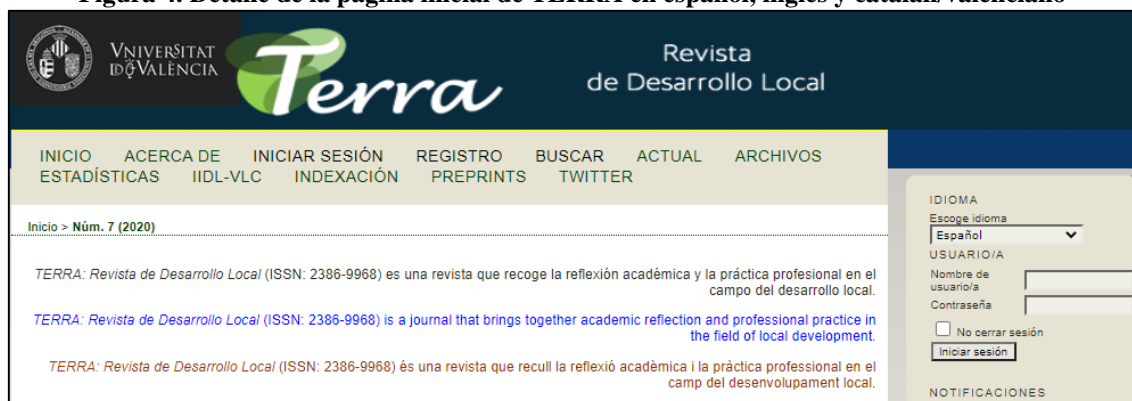 Figura 4. Detalle de la página inicial de TERRA en español, inglés y catalán/valenciano
VNIVERSITAT
ID VALÈNCIA
Terra
Revista
de Desarrollo Local
INICIO ACERCA DE INICIAR SESIÓN REGISTRO BUSCAR ACTUAL ARCHIVOS
ESTADÍSTICAS IIDL-VLC INDEXACIÓN PREPRINTS TWITTER
Inicio > Núm. 7 (2020)
TERRA: Revista de Desarrollo Local (ISSN: 2386-9968) es una revista que recoge la reflexión académica y la práctica profesional en el
campo del desarrollo local.
TERRA: Revista de Desarrollo Local (ISSN: 2386-9968) is a journal that brings together academic reflection and professional practice in
the field of local development.
TERRA: Revista de Desarrollo Local (ISSN: 2386-9968) és una revista que recull la reflexió acadèmica i la pràctica professional en el
camp del desenvolupament local.
IDIOMA
Escoge idioma
Español
USUARIO/A
Nombre de
usuario/a
Contraseña
No cerrar sesión
Iniciar sesión
NOTIFICACIONES